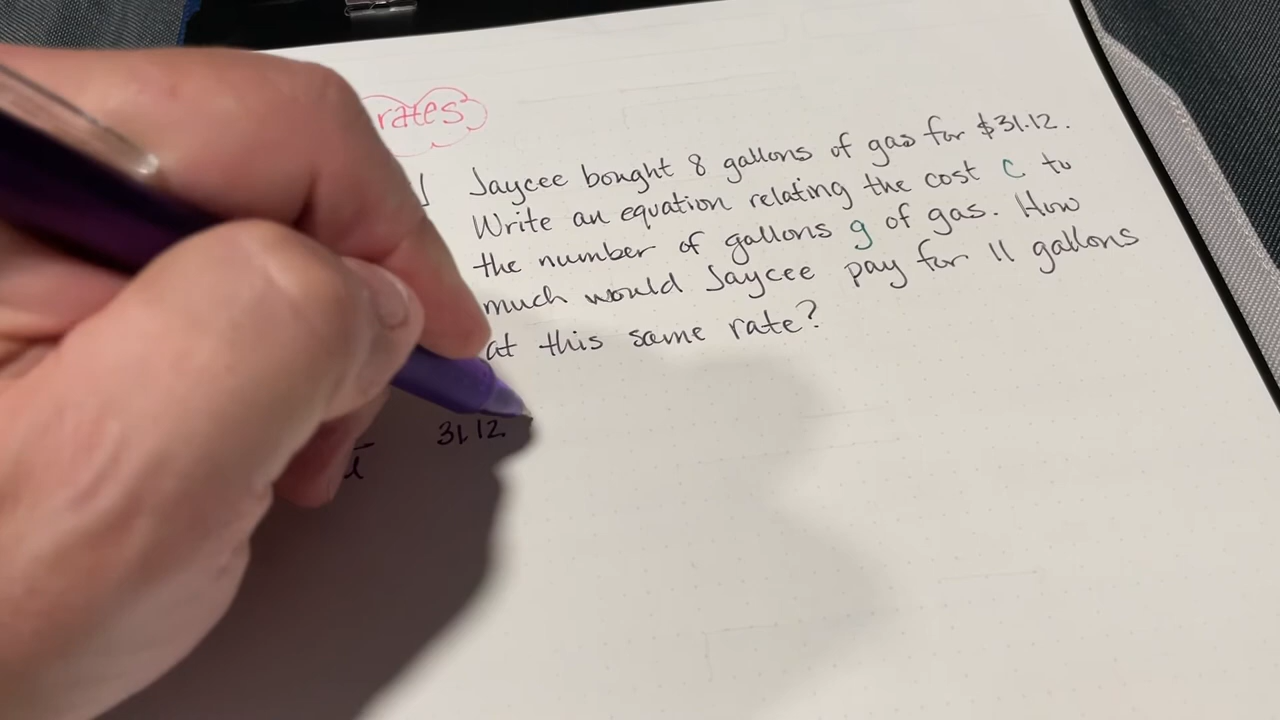 rates
Jaycee bought 8 gallons of gas for $31.12.
Write an equation relating the cost C to
the number of gallons g of gas. How
much would Jaycee pay for 11 gallons
at this same rate?
31.12